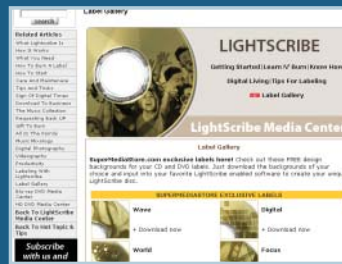 Label Gallery
search
Related Articles
What Lightscribe Is
How It Works
What You Need
How To Burn A Label
How To Start
Care And Maintenance
Tips and Tricks
Sign Of Digital Times
Download To Business
The Music Collection
Requesting Back Up
Gift To Burn
All In The Family
Music Mixology
Digital Photography
Videography
Productivity
Labeling With Lightscribe
Label Gallery
Blu-ray DVD Media Center
HD DVD Media Center
Back To LightScribe Media Center
Back To Hot Topic & Tips
Subscribe
with us and
LIGHTSCRIBE
Getting Started|Learn N' Burn|Know How
Digital Living|Tips For Labeling
Label Gallery
LightScribe Media Center
Label Gallery
SuperMediaStore.com exclusive labels here! Check out these FREE design
backgrounds for your CD and DVD labels. Just download the backgrounds of your
choice and input into your favorite LightScribe enabled software to create your unique
LightScribe disc.
SUPERMEDIASTORE EXCLUSIVE LABELS
Wave
+ Download now
Digital
+ Download now
World
Focus